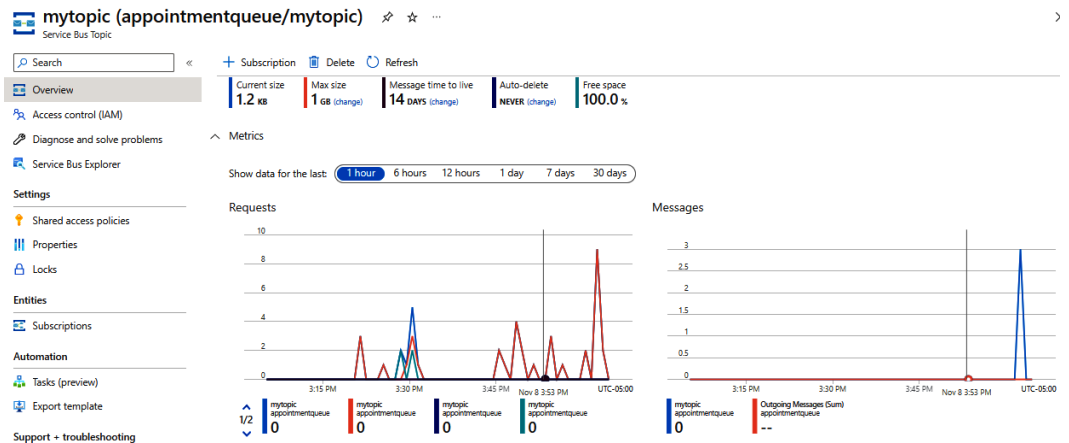 mytopic (appointmentqueue/mytopic)
Service Bus Topic
Search
Overview
Access control (IAM)
Diagnose and solve problems
Service Bus Explorer
Settings
Shared access policies
Properties
Locks
Entities
Subscriptions
Automation
Tasks (preview)
Export template
Support + troubleshooting
Subscription Delete Refresh
Current size Max size Message time to live Auto-delete Free space
1.2 KB 1 GB (change) 14 DAYS (change) NEVER (change) 100.0 %
Metrics
Show data for the last: 1 hour 6 hours 12 hours 1 day 7 days 30 days
Requests
10
8
6
4
2
0
3:15 PM 3:30 PM 3:45 PM Nov 8 3:53 PM UTC-05:00
1/2
mytopic
appointmentqueue
0
mytopic
appointmentqueue
0
mytopic
appointmentqueue
0
mytopic
appointmentqueue
0
Messages
3
2.5
2
1.5
1
0.5
0
3:15 PM 3:30 PM 3:45 PM Nov 8 3:53 PM UTC-05:00
mytopic
appointmentqueue
0
Outgoing Messages (Sum)
appointmentqueue
--